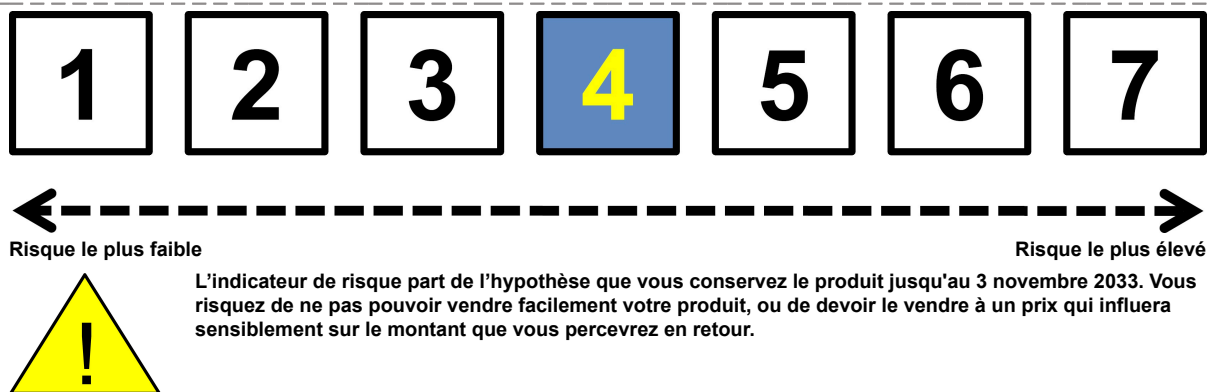 1 2 3 4 5 6 7
Risque le plus faible Risque le plus élevé
L’indicateur de risque part de l’hypothèse que vous conservez le produit jusqu'au 3 novembre 2033. Vous
risquez de ne pas pouvoir vendre facilement votre produit, ou de devoir le vendre à un prix qui influera
sensiblement sur le montant que vous percevrez en retour.
!